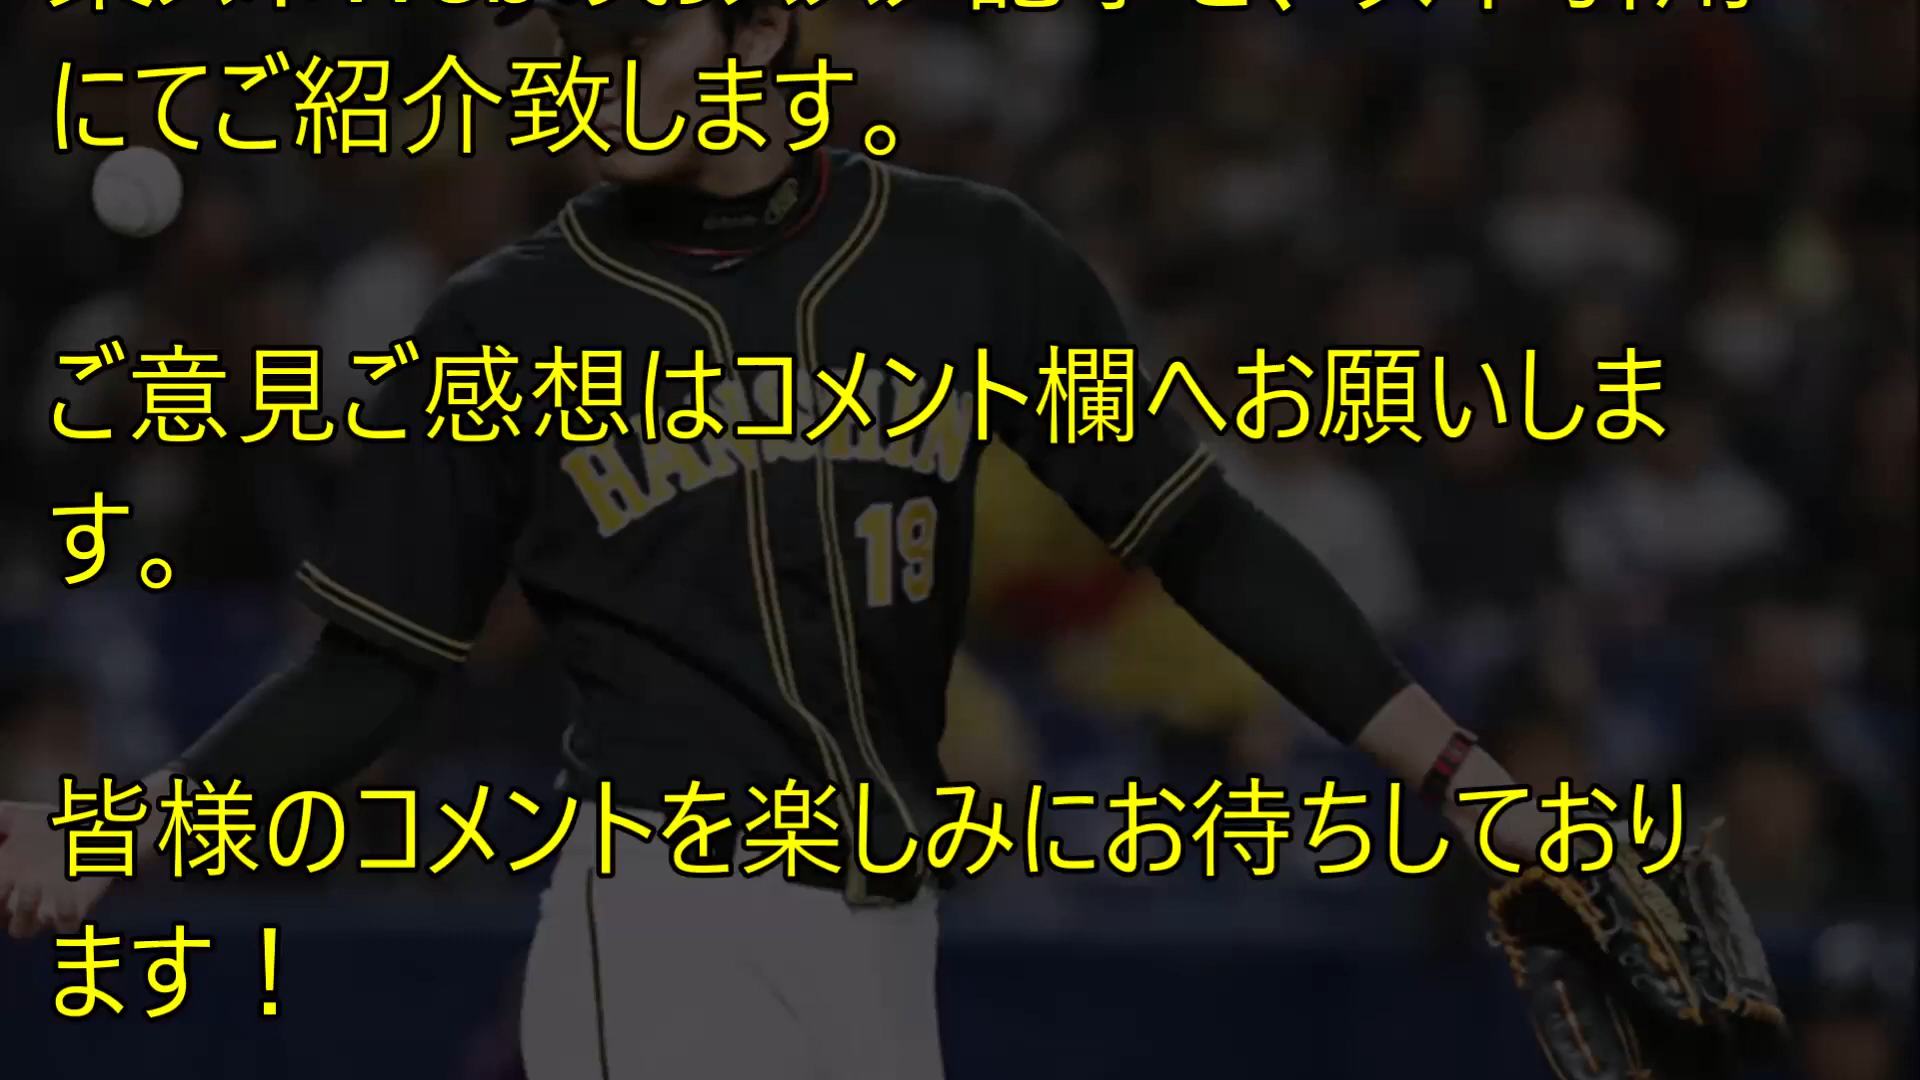 にてご紹介致します。
ご意見ご感想はコメント欄へお願いしま
す。
皆様のコメントを楽しみにお待ちしており
ます！
HANSHIN
19